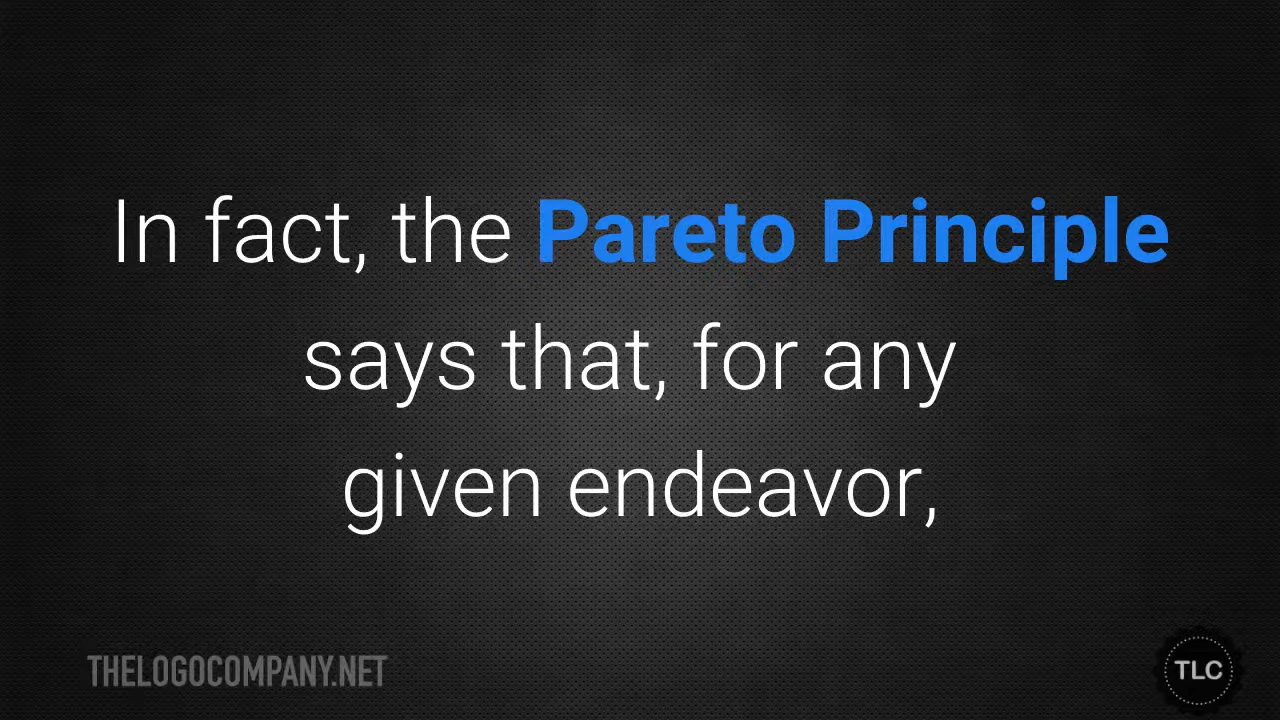 In fact, the Pareto Principle
says that, for any
given endeavor,
THELOGOCOMPANY.NET
TLC